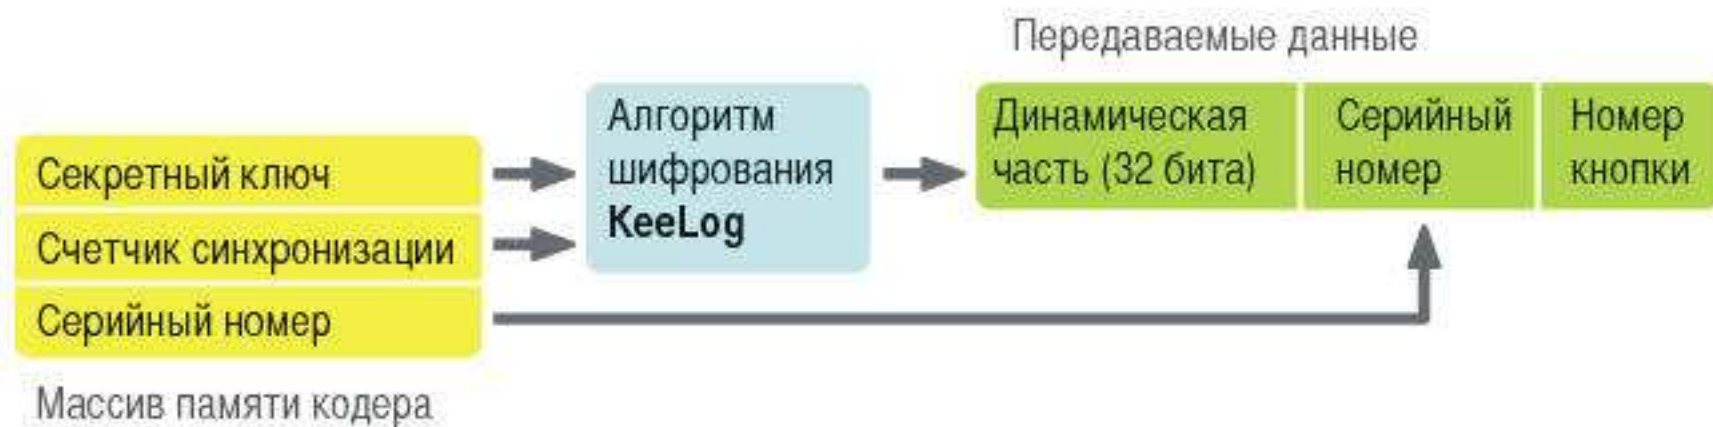 Передаваемые данные
Секретный ключ
Счетчик синхронизации
Серийный номер
Массив памяти кодера
Алгоритм
шифрования
KeeLog
Динамическая
часть (32 бита)
Серийный
номер
Номер
кнопки